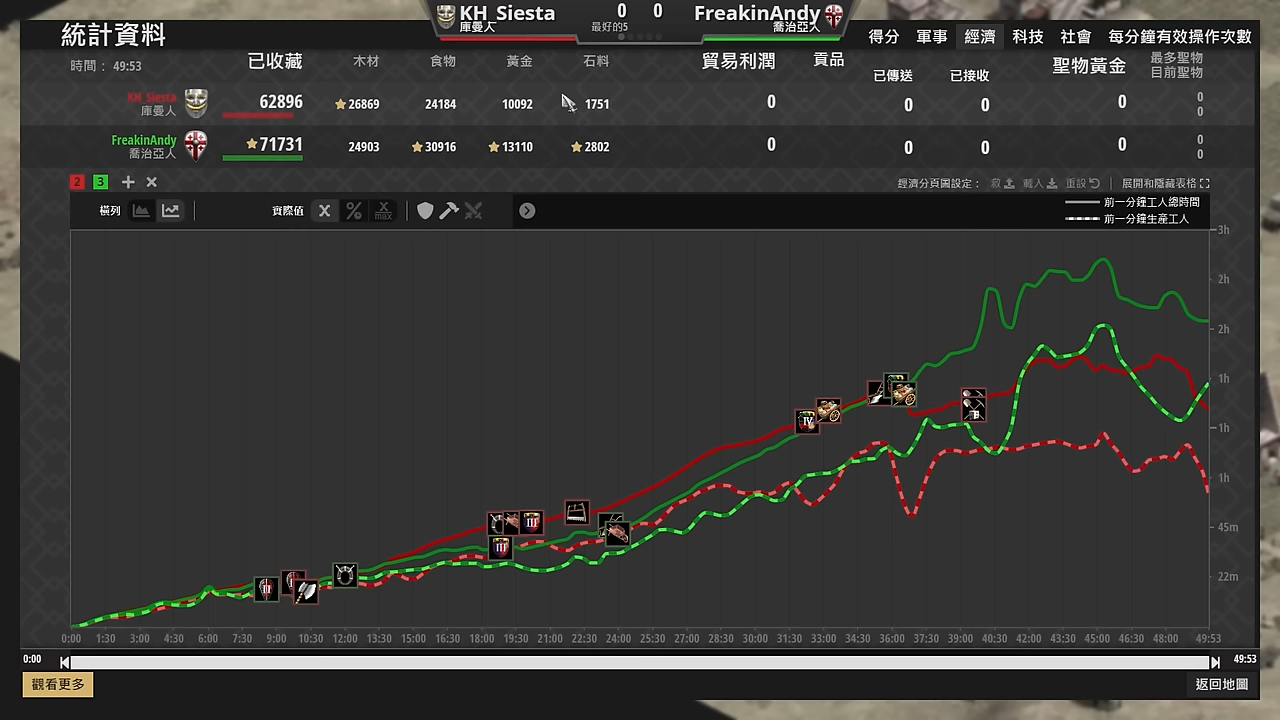 KH_Siesta 0 0 FreakinAndy
庫曼人 最好的5 喬治亞人
統計資料
得分 軍事 經濟 科技 社會 每分鐘有效操作次數
時間： 49:53
已收藏 木材 食物 黃金 石料 貿易利潤 貢品 已傳送 已接收 聖物黃金 最多聖物
目前聖物
KH_Siesta
庫曼人
62896 26869 24184 10092 1751 0 0 0 0 0
0
FreakinAndy
喬治亞人
71731 24903 30916 13110 2802 0 0 0 0 0
0
2 3
經濟分頁圖設定： 載入 重設 展開和隱藏表格
橫列 實際值 X % X max
前一分鐘工人總時間
前一分鐘生產工人
3h
2h
2h
1h
1h
1h
45m
22m
IV
III
III
III
0:00 1:30 3:00 4:30 6:00 7:30 9:00 10:30 12:00 13:30 15:00 16:30 18:00 19:30 21:00 22:30 24:00 25:30 27:00 28:30 30:00 31:30 33:00 34:30 36:00 37:30 39:00 40:30 42:00 43:30 45:00 46:30 48:00 49:53
0:00 49:53
觀看更多 返回地圖